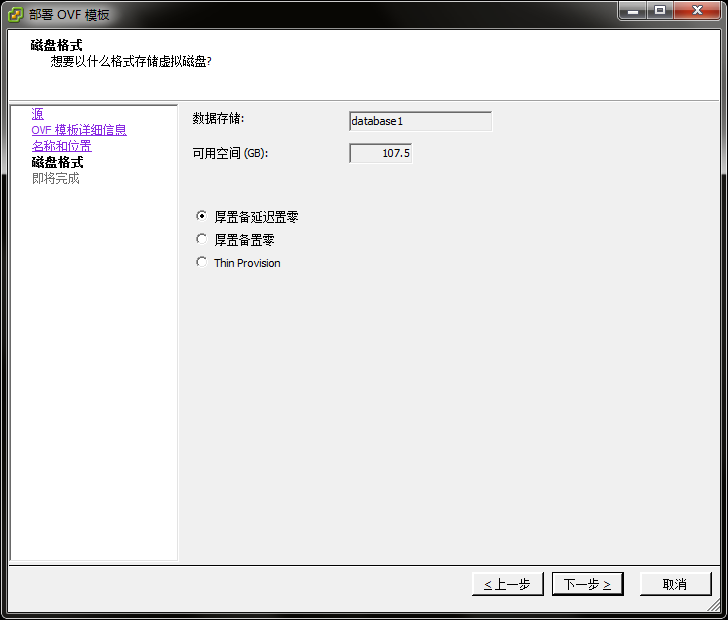 部署 OVF 模板
磁盘格式
想要以什么格式存储虚拟磁盘?
源
OVF 模板详细信息
名称和位置
磁盘格式
即将完成
数据存储:
database1
可用空间 (GB):
107.5
厚置备延迟置零
厚置备置零
Thin Provision
< 上一步
下一步 >
取消